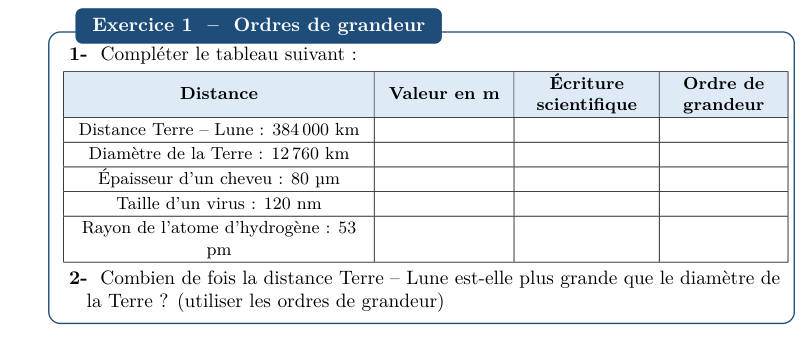 Exercice 1 – Ordres de grandeur
1- Compléter le tableau suivant :
Distance Valeur en m Écriture scientifique Ordre de grandeur
Distance Terre – Lune : 384 000 km
Diamètre de la Terre : 12 760 km
Épaisseur d'un cheveu : 80 µm
Taille d'un virus : 120 nm
Rayon de l'atome d'hydrogène : 53
pm
2- Combien de fois la distance Terre – Lune est-elle plus grande que le diamètre de
la Terre ? (utiliser les ordres de grandeur)